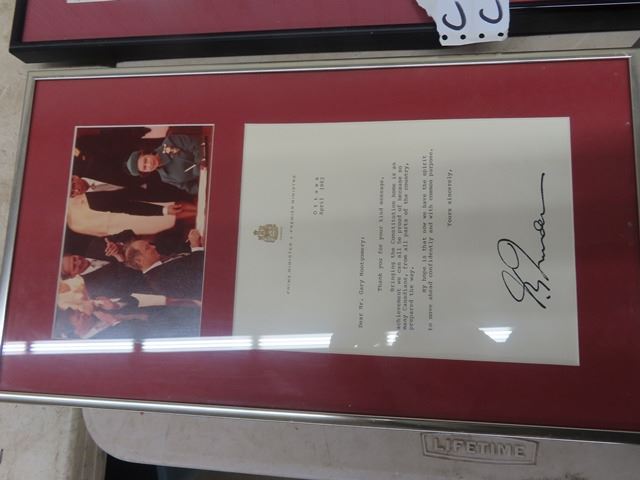 PRIME MINISTER • PREMIER MINISTRE
Ottawa
April 1982
Dear Mr. Gary Montgomery:
Thank you for your kind message.
Bringing the Constitution home is an
achievement we can all be proud of because so
many Canadians, from all parts of the country,
prepared the way.
My hope is that now we have the spirit
to move ahead confidently and with common purpose.
Yours sincerely,
C
C
LIFETIME